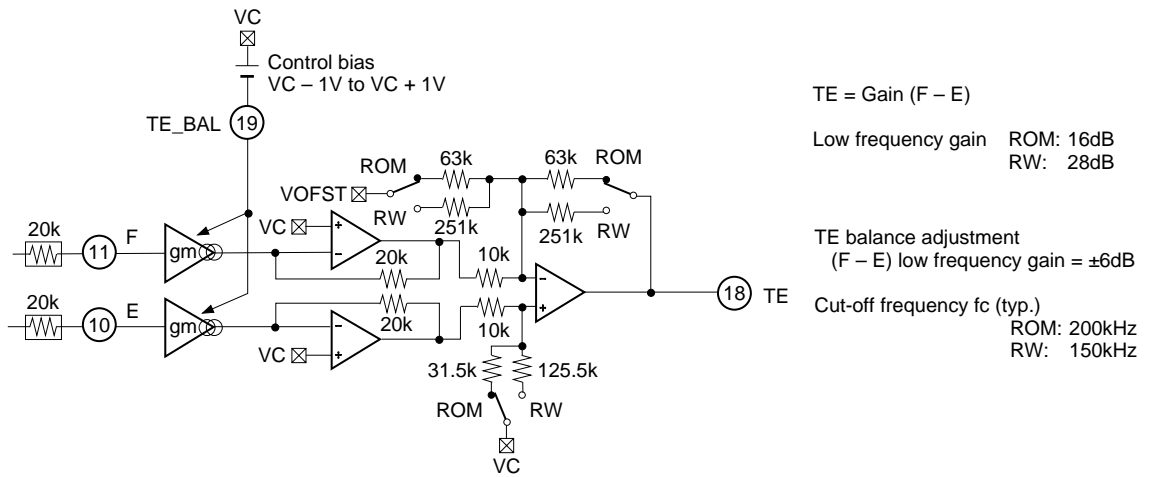 VC
Control bias
VC – 1V to VC + 1V
TE_BAL 19
ROM 63k 63k ROM
VOFST
RW 251k 251k RW
VC
+
–
20k 11 F gm
20k 10k
–
+
18 TE
20k 10 E gm
20k 10k
–
+
VC
31.5k 125.5k
ROM RW
VC
TE = Gain (F – E)
Low frequency gain ROM: 16dB
RW: 28dB
TE balance adjustment
(F – E) low frequency gain = ±6dB
Cut-off frequency fc (typ.)
ROM: 200kHz
RW: 150kHz